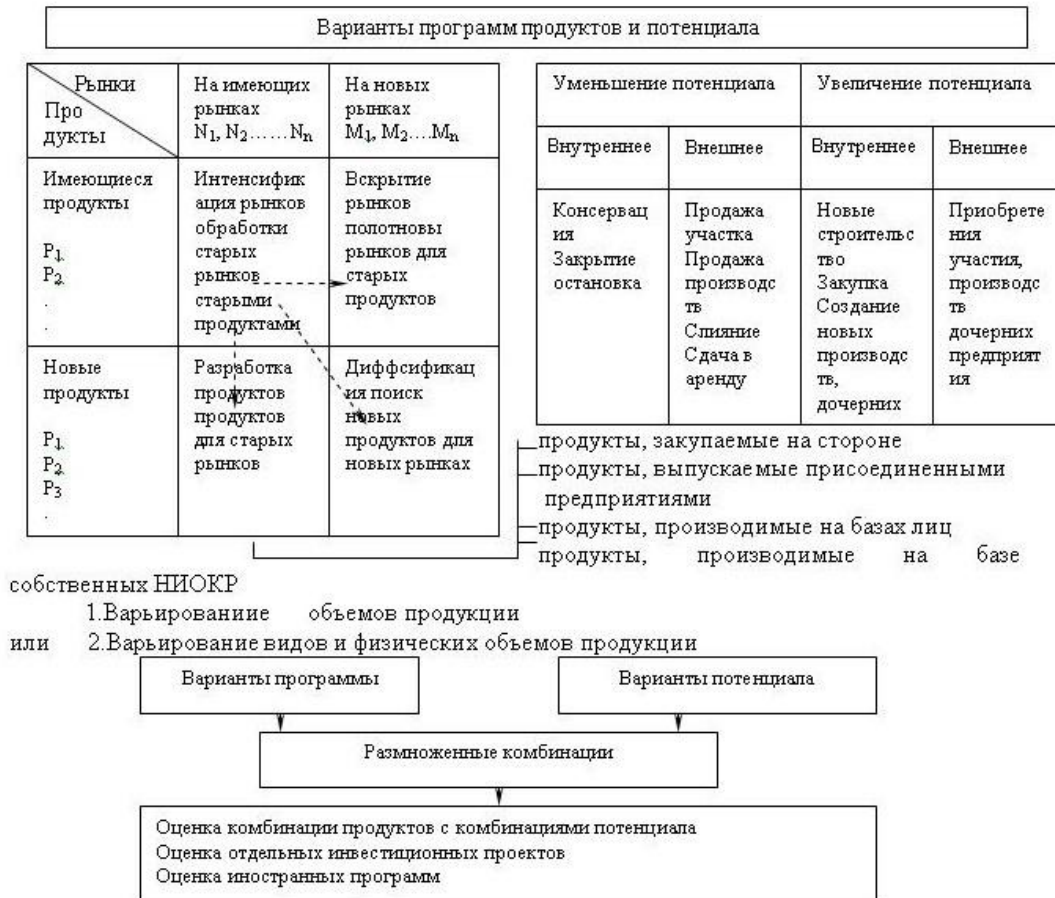 Варианты программ продуктов и потенциала
Рынки
Про
дукты
На имеющих
рынках
N1, N2……Nn
На новых
рынках
M1, M2….Mn
Имеющиеся
продукты
P1
P2
.
.
Интенсифик
ация рынков
обработки
старых
рынков
старыми
продуктами
Вскрытие
рынков
полотновы
рынков для
старых
продуктов
Новые
продукты
P1
P2
P3
.
Разработка
продуктов
продуктов
для старых
рынков
Диффсификац
ия поиск
новых
продуктов для
новых рынках
Уменьшение потенциала
Увеличение потенциала
Внутреннее
Внешнее
Внутреннее
Внешнее
Консервац
ия
Закрытие
остановка
Продажа
участка
Продажа
производс
тв
Слияние
Сдача в
аренду
Новые
строительс
тво
Закупка
Создание
новых
производс
тв,
дочерних
Приобрете
ния
участия,
производс
тв
дочерних
предприят
ия
продукты, закупаемые на стороне
продукты, выпускаемые присоединенными
предприятиями
продукты, производимые на базах лиц
продукты, производимые на базе
собственных НИОКР
1.Варьированиие объемов продукции
или 2.Варьирование видов и физических объемов продукции
Варианты программы
Варианты потенциала
Размноженные комбинации
Оценка комбинации продуктов с комбинациями потенциала
Оценка отдельных инвестиционных проектов
Оценка иностранных программ